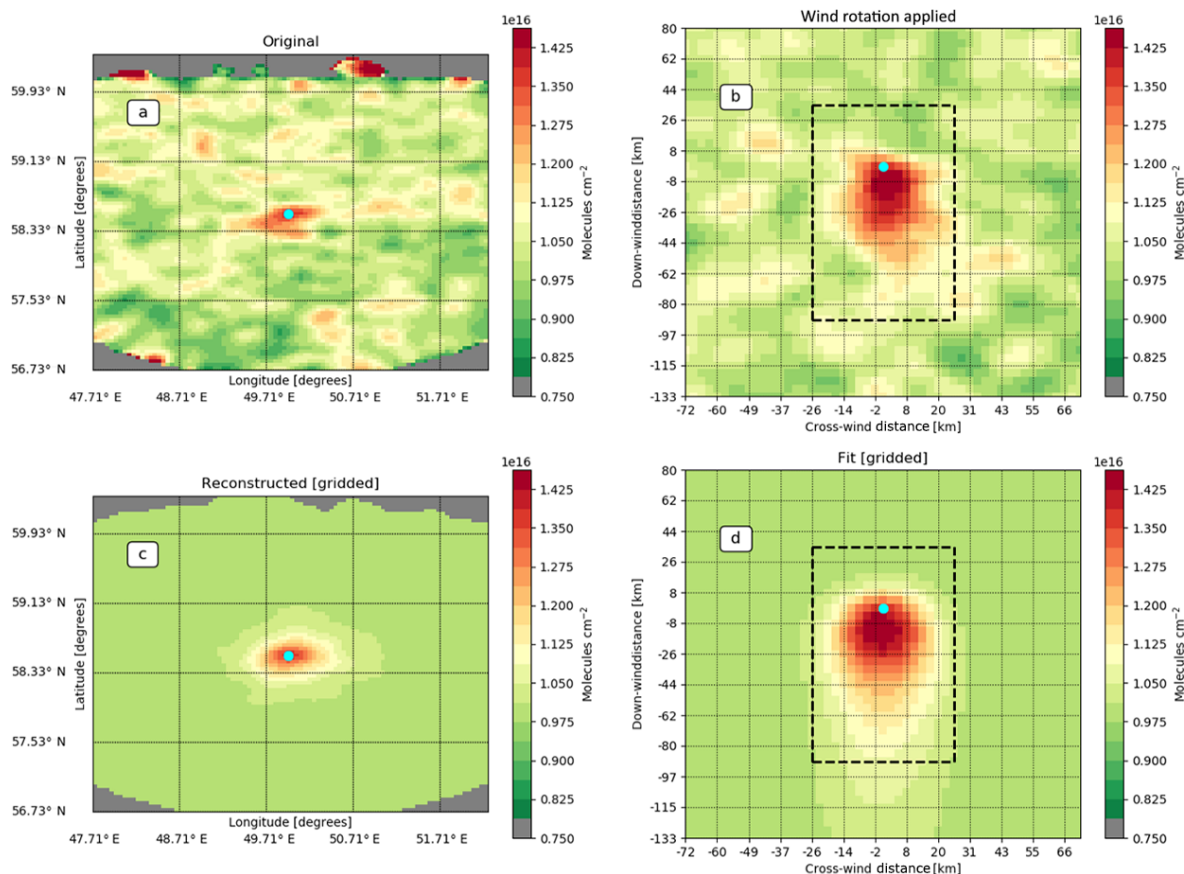 Original
a
59.93° N
59.13° N
58.33° N
57.53° N
56.73° N
Latitude [degrees]
Longitude [degrees]
47.71° E 48.71° E 49.71° E 50.71° E 51.71° E
1e16
1.425
1.350
1.275
1.200
1.125
1.050
0.975
0.900
0.825
0.750
Molecules cm⁻²
Wind rotation applied
b
80
62
44
26
8
-8
-26
-44
-62
-80
-97
-115
-133
Down-winddistance [km]
-72 -60 -49 -37 -26 -14 -2 8 20 31 43 54 66
Cross-wind distance [km]
1e16
1.425
1.350
1.275
1.200
1.125
1.050
0.975
0.900
0.825
0.750
Molecules cm⁻²
Reconstructed [gridded]
c
59.93° N
59.13° N
58.33° N
57.53° N
56.73° N
Latitude [degrees]
Longitude [degrees]
47.71° E 48.71° E 49.71° E 50.71° E 51.71° E
1e16
1.425
1.350
1.275
1.200
1.125
1.050
0.975
0.900
0.825
0.750
Molecules cm⁻²
Fit [gridded]
d
80
62
44
26
8
-8
-26
-44
-62
-80
-97
-115
-133
Down-winddistance [km]
-72 -60 -49 -37 -26 -14 -2 8 20 31 43 54 66
Cross-wind distance [km]
1e16
1.425
1.350
1.275
1.200
1.125
1.050
0.975
0.900
0.825
0.750
Molecules cm⁻²